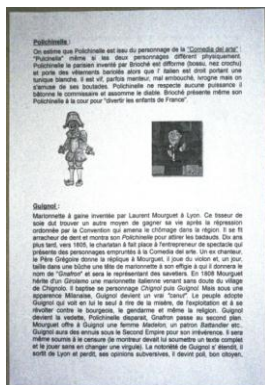 Polichinelle :
On estime que Polichinelle est issu du personnage de la "Comedia del arte" :
"Pulcinella" même si les deux personnages diffèrent physiquement.
Polichinelle le parisien inventé par Brioché est difforme (bossu, nez crochu)
et porte des vêtements bariolés alors que l'italien est droit portant une
tunique blanche. Il est vif, parfois menteur, mal embouché, ivrogne mais on
s'amuse de ses boutades. Polichinelle ne respecte aucune puissance il
bâtonne le commissaire et assomme le diable. Brioché présente même son
Polichinelle à la cour pour "divertir les enfants de France".
Guignol :
Marionnette à gaine inventée par Laurent Mourguet à Lyon. Ce tisseur de
soie dut trouver un autre moyen de gagner sa vie après la répression
ordonnée par la Convention qui amena le chômage dans la région. Il se fit
arracheur de dent et montra son Polichinelle pour attirer les badauds. Dix ans
plus tard, vers 1805, le charlatan a fait place à l'entrepreneur de spectacle qui
présente des personnages empruntés à la Comedia del arte. Un ex chanteur,
le Père Grégoire donne la réplique à Mourguet, il joue du violon et, un jour,
taille dans une bûche une tête de marionnette à son effigie à qui il donnera le
nom de "Gnafron" et sera le représentant des savetiers. En 1808 Mourguet
hérite d'un Girolamo une marionnette italienne venant sans doute du village
de Chignolo. Il baptise se personnage Chignol puis Guignol. Mais sous une
apparence Milanaise, Guignol devient un vrai "canut". Le peuple adopte
Guignol qui voit en lui le seul à rire de la misère, de l'exploitation et à se
révolter contre le bourgeois, le gendarme et même la religion. Guignol
devient la vedette, Polichinelle disparait, Gnafron passe au second plan.
Mourguet offre à Guignol une femme Madelon, un patron Battandier etc.
Guignol aura des ennuis sous le Second Empire pour son irrévérence. Il sera
même soumis à la censure (le montreur devait lui soumettre un texte complet
et le jouer sans en changer une virgule). La notoriété de Guignol s'étendit, il
sortit de Lyon et perdit, ses opinions subversives, il devint poli, bon citoyen,